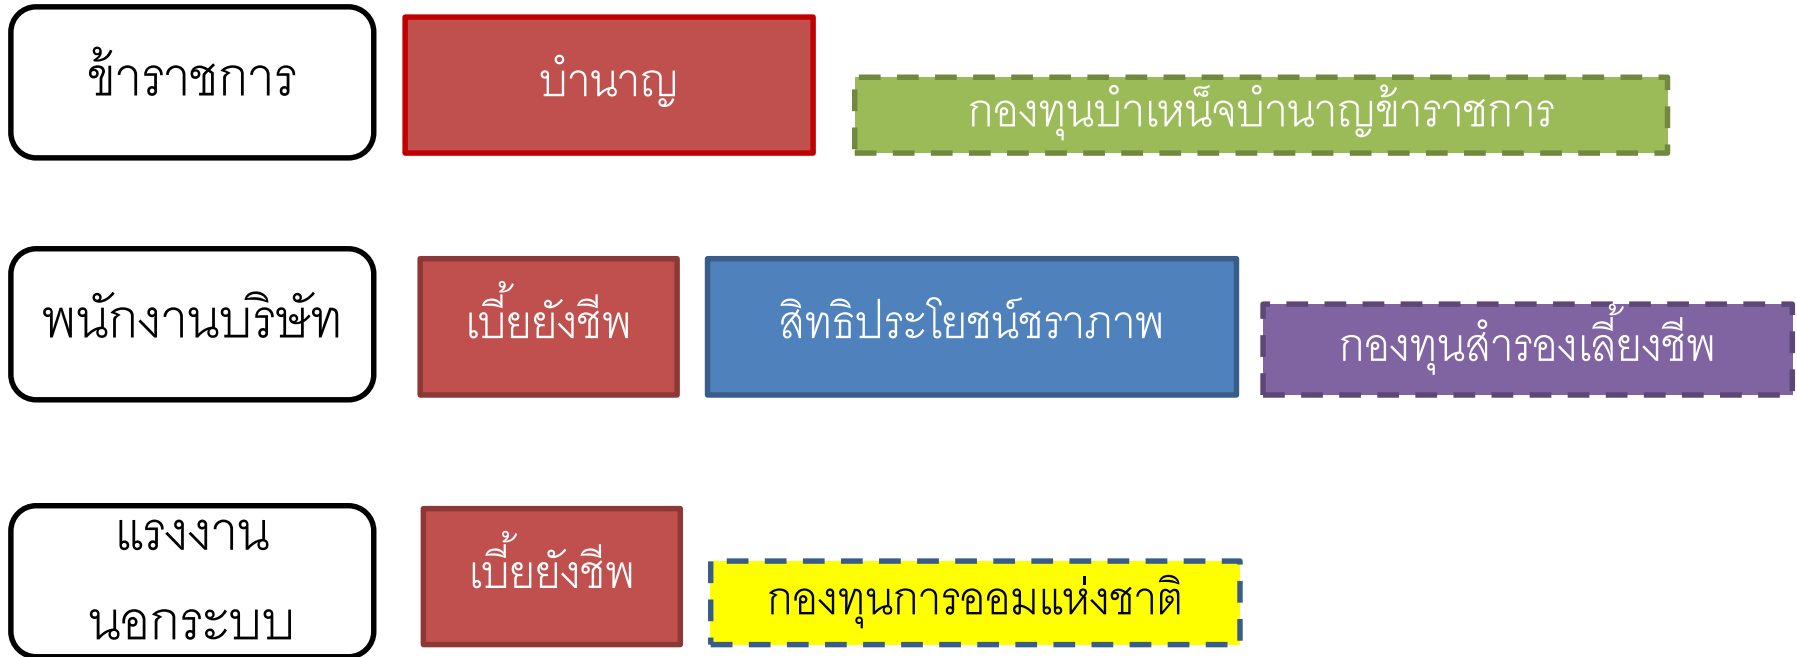 ข้าราชการ
บำนาญ
กองทุนบำเหน็จบำนาญข้าราชการ
พนักงานบริษัท
เบี้ยยังชีพ
สิทธิประโยชน์ชราภาพ
กองทุนสำรองเลี้ยงชีพ
แรงงาน
นอกระบบ
เบี้ยยังชีพ
กองทุนการออมแห่งชาติ